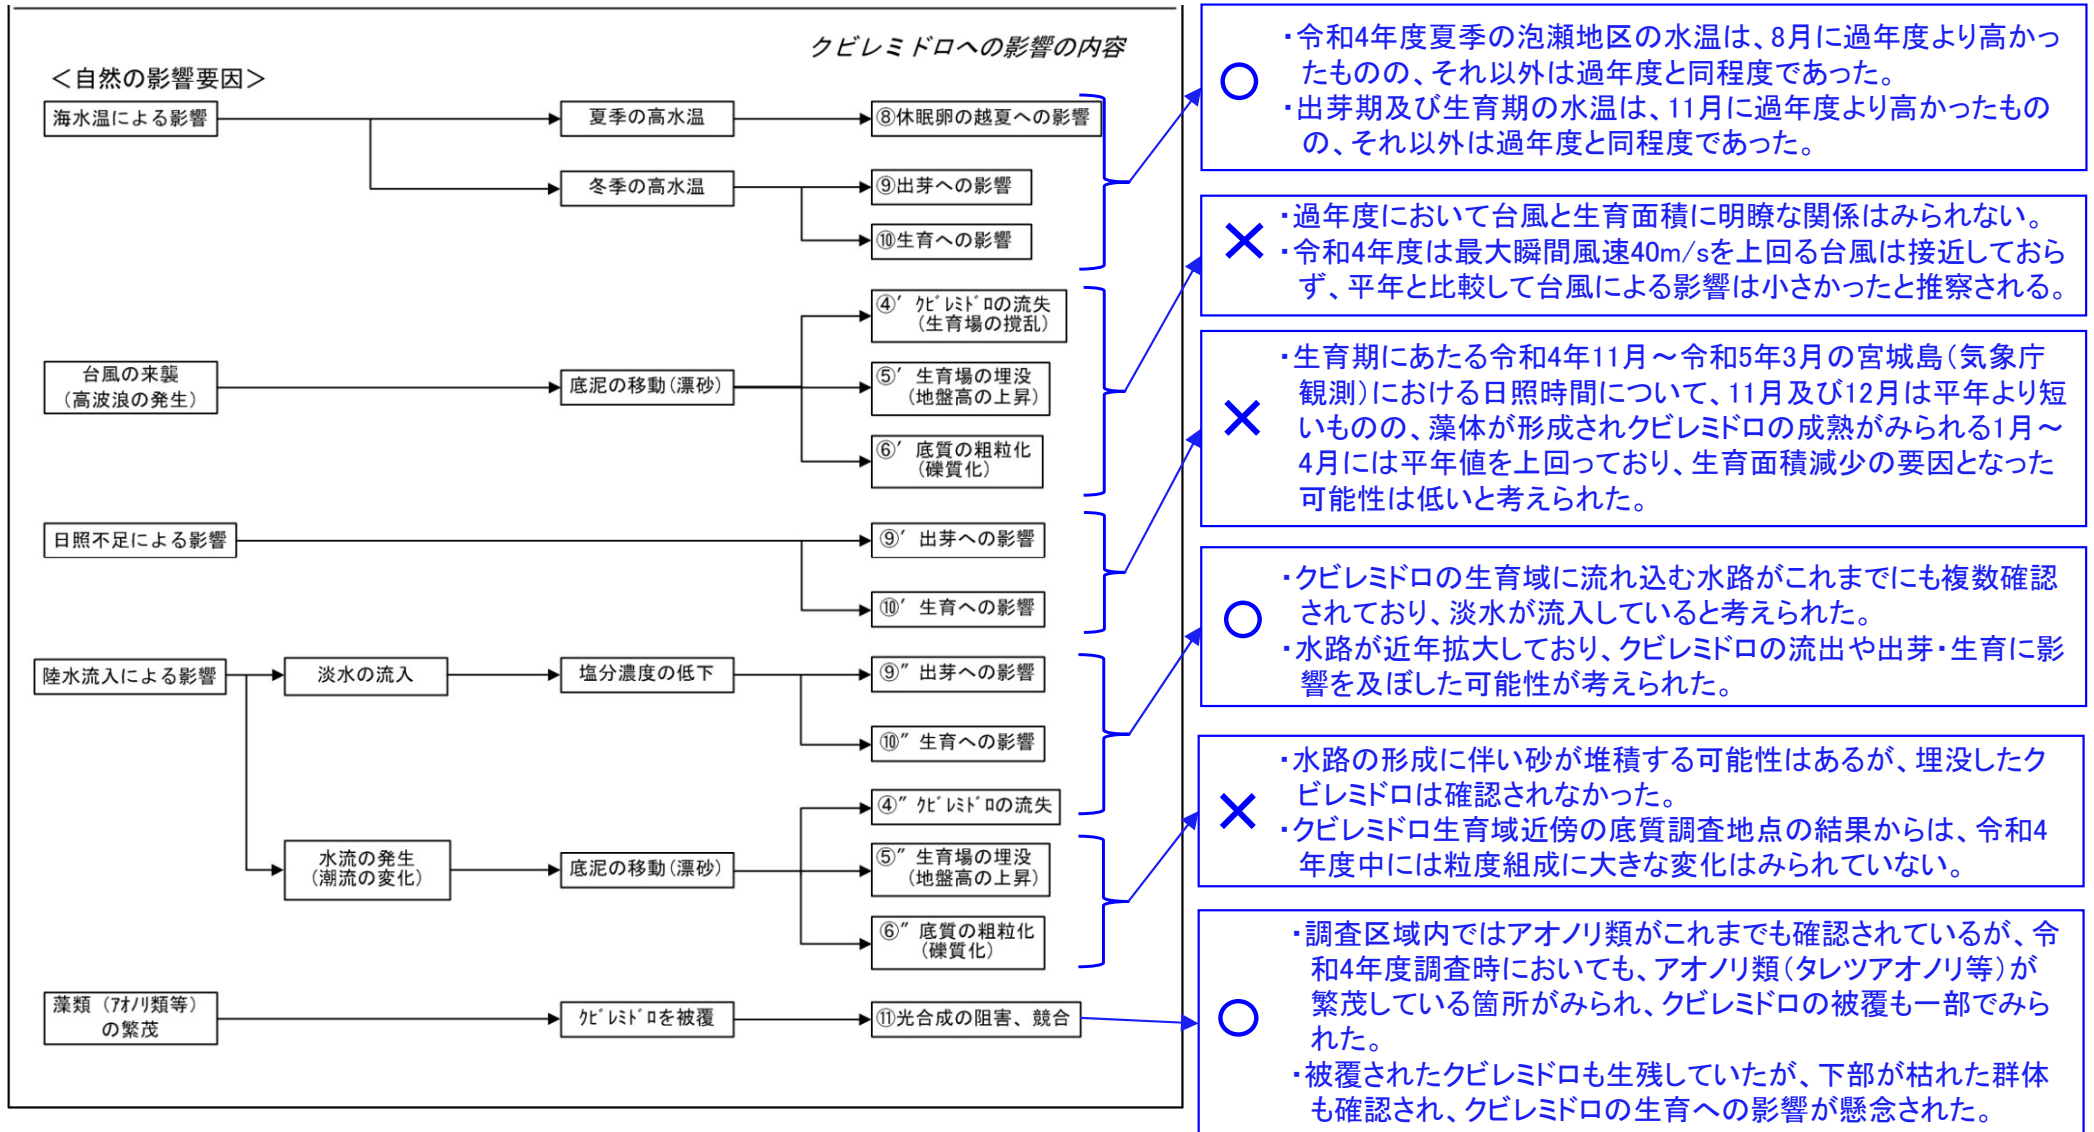 クビレミドロへの影響の内容
<自然の影響要因>
海水温による影響
夏季の高水温
⑧休眠卵の越夏への影響
冬季の高水温
⑨出芽への影響
⑩生育への影響
台風の来襲
(高波浪の発生)
底泥の移動(漂砂)
④′ ｸﾋﾞﾚﾐﾄﾞﾛの流失
(生育場の撹乱)
⑤′ 生育場の埋没
(地盤高の上昇)
⑥′ 底質の粗粒化
(礫質化)
日照不足による影響
⑨′ 出芽への影響
⑩′ 生育への影響
陸水流入による影響
淡水の流入
塩分濃度の低下
⑨″ 出芽への影響
⑩″ 生育への影響
④″ ｸﾋﾞﾚﾐﾄﾞﾛの流失
水流の発生
(潮流の変化)
底泥の移動(漂砂)
⑤″ 生育場の埋没
(地盤高の上昇)
⑥″ 底質の粗粒化
(礫質化)
藻類（ｱｵﾉﾘ類等）
の繁茂
ｸﾋﾞﾚﾐﾄﾞﾛを被覆
⑪光合成の阻害、競合
○
・令和4年度夏季の泡瀬地区の水温は、8月に過年度より高かっ
たものの、それ以外は過年度と同程度であった。
・出芽期及び生育期の水温は、11月に過年度より高かったもの
の、それ以外は過年度と同程度であった。
×
・過年度において台風と生育面積に明瞭な関係はみられない。
・令和4年度は最大瞬間風速40m/sを上回る台風は接近しておら
ず、平年と比較して台風による影響は小さかったと推察される。
×
・生育期にあたる令和4年11月～令和5年3月の宮城島(気象庁
観測)における日照時間について、11月及び12月は平年より短
いものの、藻体が形成されクビレミドロの成熟がみられる1月～
4月には平年値を上回っており、生育面積減少の要因となった
可能性は低いと考えられた。
○
・クビレミドロの生育域に流れ込む水路がこれまでにも複数確認
されており、淡水が流入していると考えられた。
・水路が近年拡大しており、クビレミドロの流出や出芽・生育に影
響を及ぼした可能性が考えられた。
×
・水路の形成に伴い砂が堆積する可能性はあるが、埋没したク
ビレミドロは確認されなかった。
・クビレミドロ生育域近傍の底質調査地点の結果からは、令和4
年度中には粒度組成に大きな変化はみられていない。
○
・調査区域内ではアオノリ類がこれまでも確認されているが、令
和4年度調査時においても、アオノリ類(タレツアオノリ等)が
繁茂している箇所がみられ、クビレミドロの被覆も一部でみら
れた。
・被覆されたクビレミドロも生残していたが、下部が枯れた群体
も確認され、クビレミドロの生育への影響が懸念された。